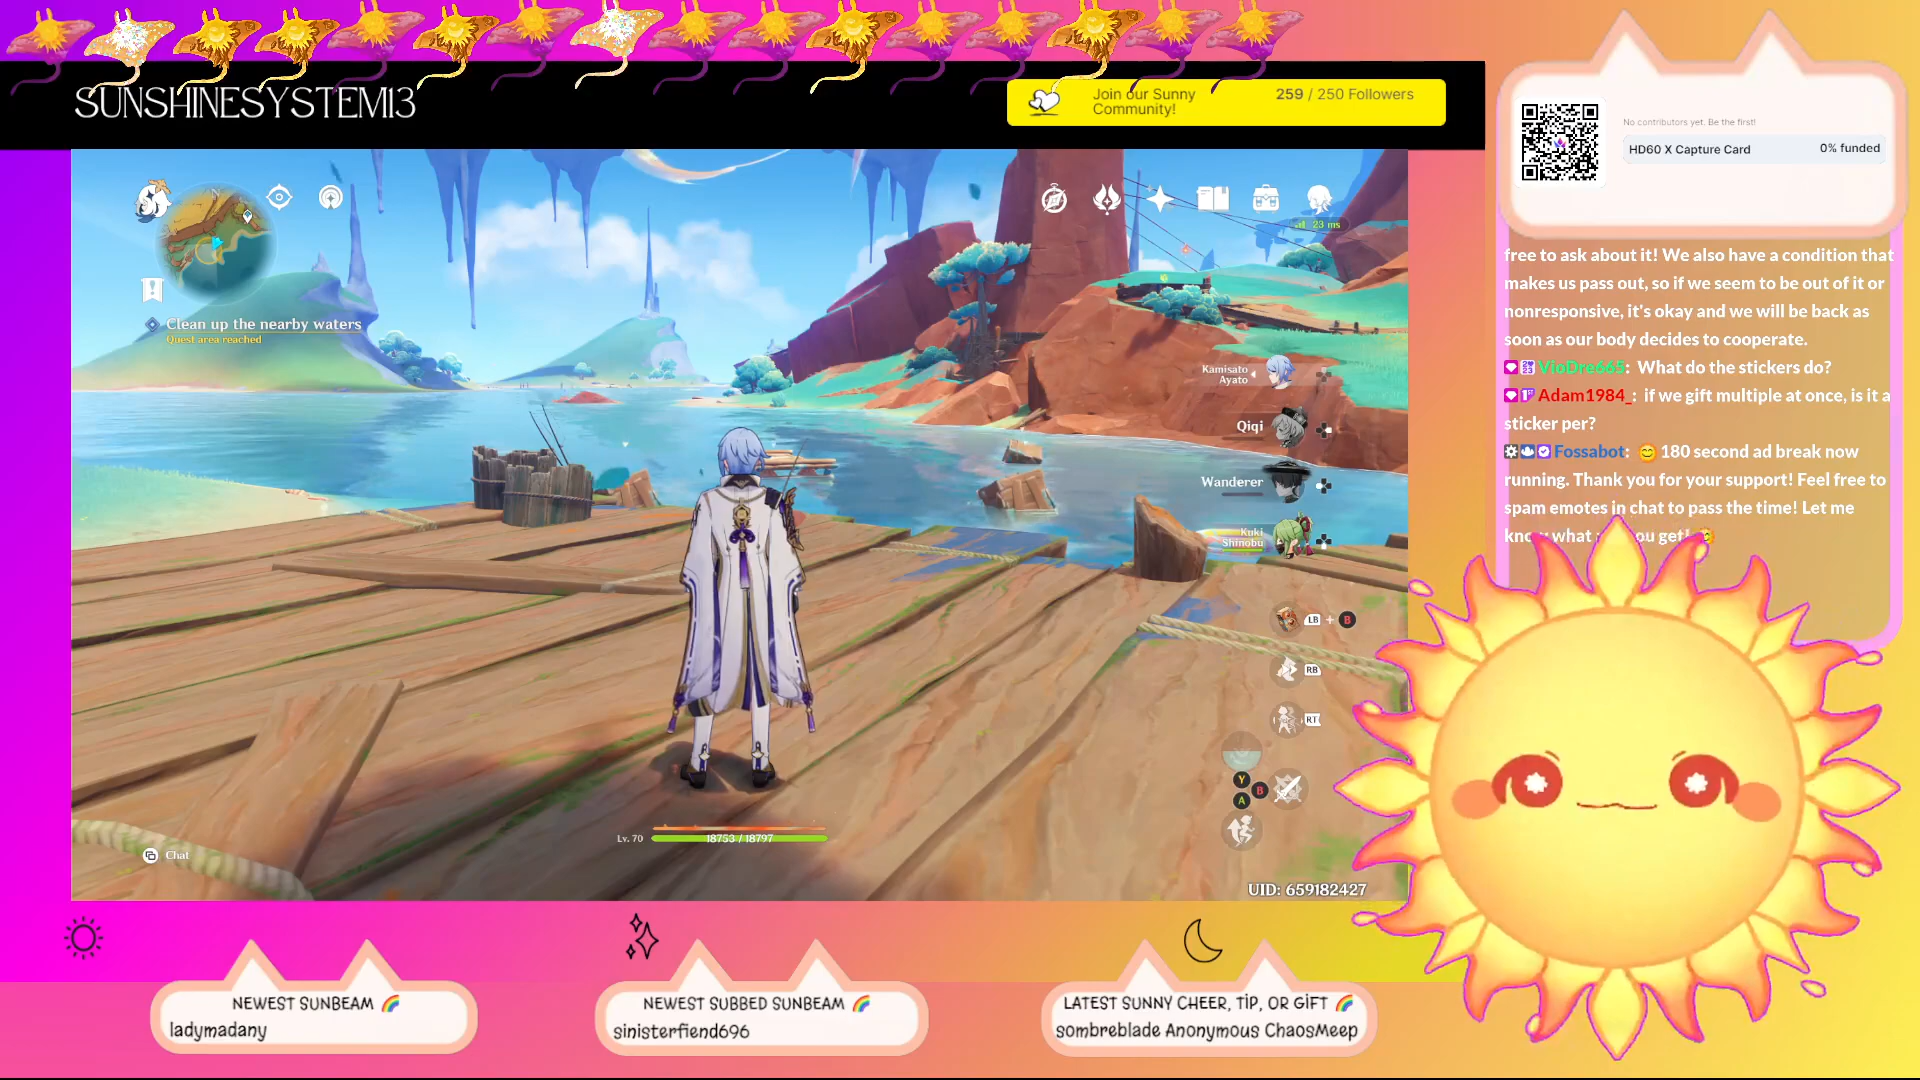 SUNSHINESYSTEM13
Join our Sunny
Community!
259 / 250 Followers
No contributors yet. Be the first!
HD60 X Capture Card
0% funded
N
23 ms
Clean up the nearby waters
Quest area reached
Kamisato
Ayato
Qiqi
Wanderer
Kuki
Shinobu
LB + B
RB
RT
Y
B
A
Lv. 70
18753 / 18797
Chat
UID: 659182427
free to ask about it! We also have a condition that
makes us pass out, so if we seem to be out of it or
nonresponsive, it's okay and we will be back as
soon as our body decides to cooperate.
VioDre665: What do the stickers do?
Adam1984_: if we gift multiple at once, is it a
sticker per?
Fossabot: 😊 180 second ad break now
running. Thank you for your support! Feel free to
spam emotes in chat to pass the time! Let me
know what you get!
NEWEST SUNBEAM 🌈
ladymadany
NEWEST SUBBED SUNBEAM 🌈
sinisterfiend696
LATEST SUNNY CHEER, TIP, OR GIFT 🌈
sombreblade Anonymous ChaosMeep